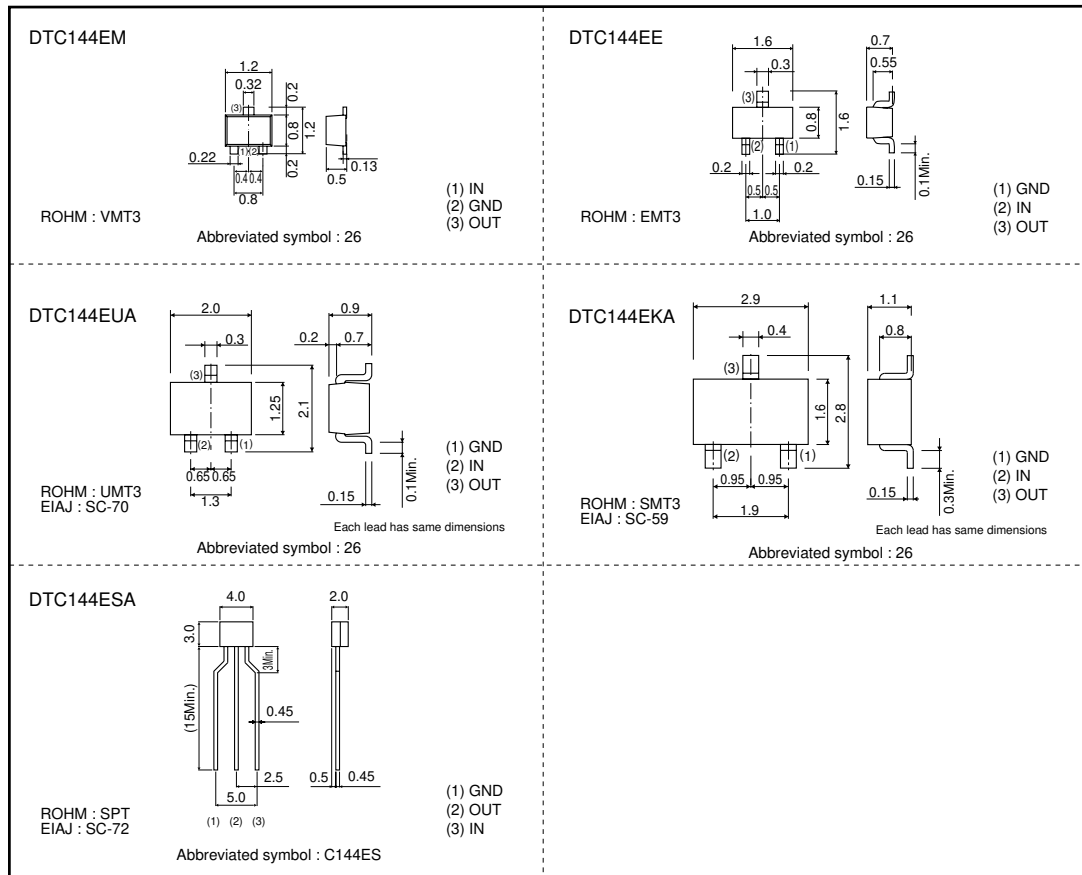 DTC144EM
1.2
0.32
0.2
(3)
0.8
1.2
(1) (2)
0.22
0.2
0.13
0.4 0.4
0.5
0.8
(1) IN
(2) GND
(3) OUT
ROHM : VMT3
Abbreviated symbol : 26
DTC144EE
1.6
0.7
0.3
0.55
(3)
0.8
1.6
(2) (1)
0.2
0.2
0.15
0.1Min.
0.5 0.5
1.0
(1) GND
(2) IN
(3) OUT
ROHM : EMT3
Abbreviated symbol : 26
DTC144EUA
2.0
0.9
0.3
0.2
0.7
(3)
1.25
2.1
(2) (1)
0.65 0.65
1.3
0.15
0.1Min.
(1) GND
(2) IN
(3) OUT
ROHM : UMT3
EIAJ : SC-70
Each lead has same dimensions
Abbreviated symbol : 26
DTC144EKA
2.9
1.1
0.4
0.8
(3)
1.6
2.8
(2) (1)
0.95 0.95
1.9
0.15
0.3Min.
(1) GND
(2) IN
(3) OUT
ROHM : SMT3
EIAJ : SC-59
Each lead has same dimensions
Abbreviated symbol : 26
DTC144ESA
4.0
2.0
3.0
3Min.
(15Min.)
0.45
2.5
0.5
0.45
5.0
(1) (2) (3)
(1) GND
(2) OUT
(3) IN
ROHM : SPT
EIAJ : SC-72
Abbreviated symbol : C144ES